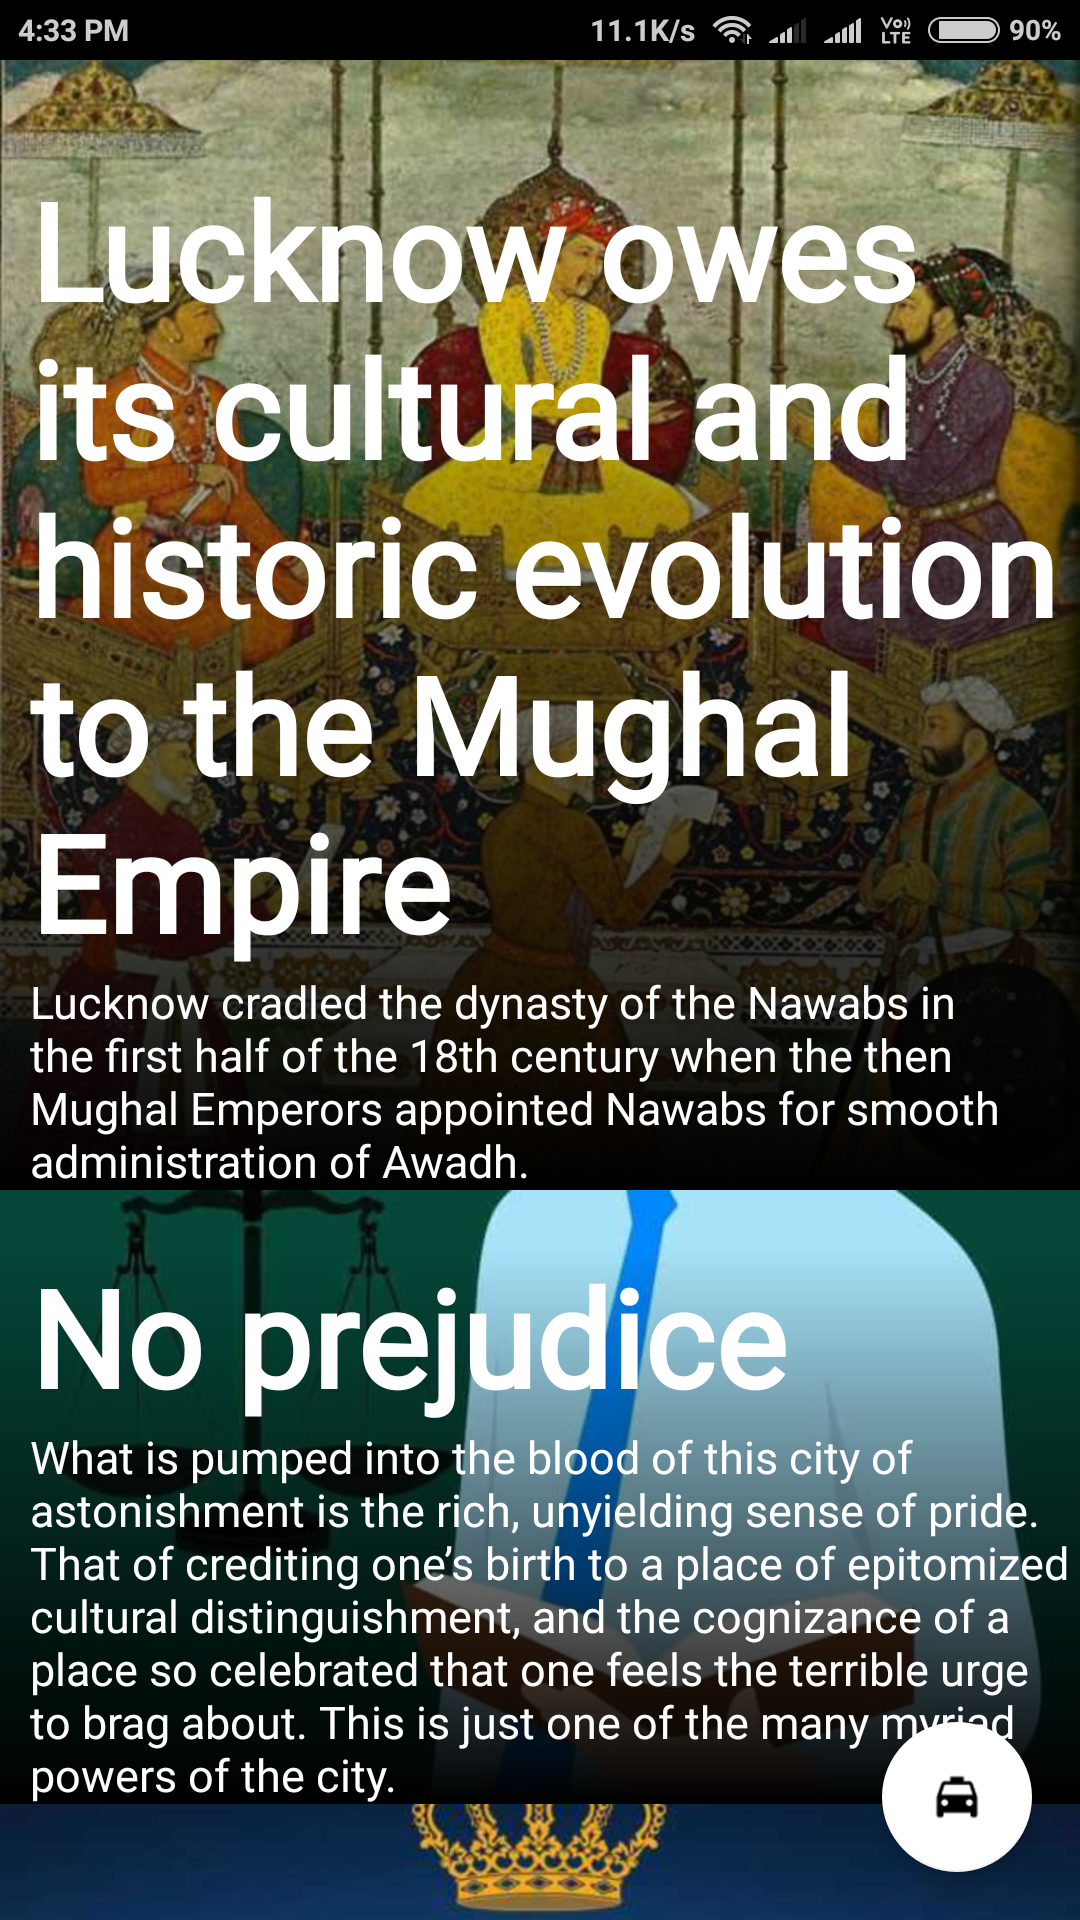 4:33 PM 11.1K/s Vo)) LTE 90%
Lucknow owes
its cultural and
historic evolution
to the Mughal
Empire
Lucknow cradled the dynasty of the Nawabs in
the first half of the 18th century when the then
Mughal Emperors appointed Nawabs for smooth
administration of Awadh.
No prejudice
What is pumped into the blood of this city of
astonishment is the rich, unyielding sense of pride.
That of crediting one’s birth to a place of epitomized
cultural distinguishment, and the cognizance of a
place so celebrated that one feels the terrible urge
to brag about. This is just one of the many myriad
powers of the city.